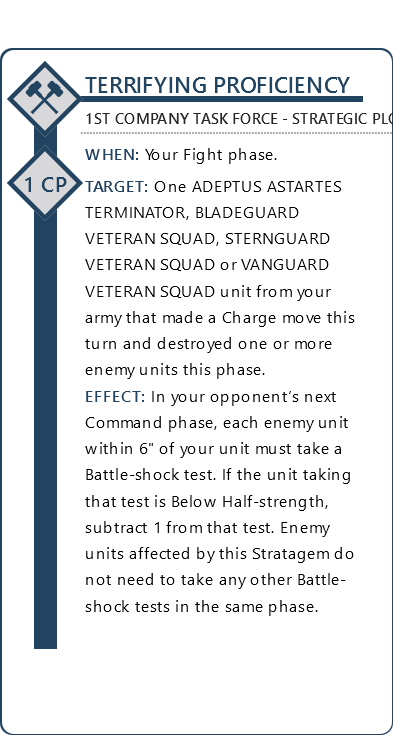 TERRIFYING PROFICIENCY
1ST COMPANY TASK FORCE - STRATEGIC
1 CP
WHEN: Your Fight phase.
TARGET: One ADEPTUS ASTARTES
TERMINATOR, BLADEGUARD
VETERAN SQUAD, STERNGUARD
VETERAN SQUAD or VANGUARD
VETERAN SQUAD unit from your
army that made a Charge move this
turn and destroyed one or more
enemy units this phase.
EFFECT: In your opponent’s next
Command phase, each enemy unit
within 6" of your unit must take a
Battle-shock test. If the unit taking
that test is Below Half-strength,
subtract 1 from that test. Enemy
units affected by this Stratagem do
not need to take any other Battle-
shock tests in the same phase.